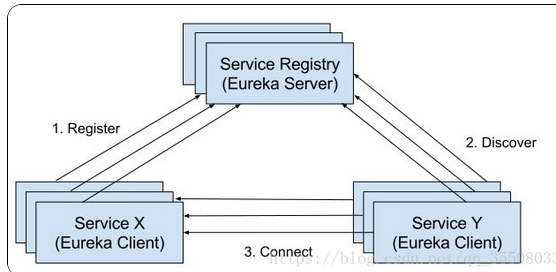 Service Registry
(Eureka Server)
1. Register
2. Discover
Service X
(Eureka Client)
Service Y
(Eureka Client)
3. Connect
https://blog.csdn.net/qq_35508033